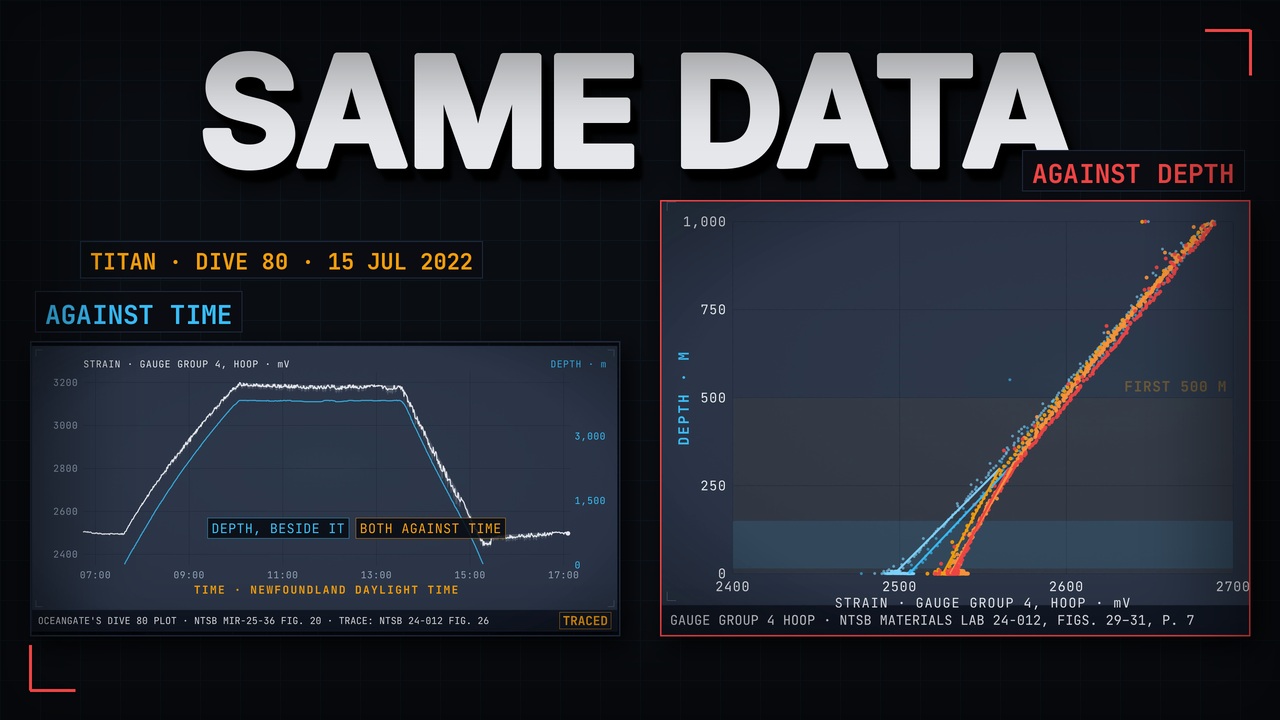 SAME DATA
AGAINST DEPTH
TITAN · DIVE 80 · 15 JUL 2022
AGAINST TIME
STRAIN · GAUGE GROUP 4, HOOP · mV
DEPTH · m
3200
3000
2800
2600
2400
3,000
1,500
0
DEPTH, BESIDE IT
BOTH AGAINST TIME
07:00 09:00 11:00 13:00 15:00 17:00
TIME · NEWFOUNDLAND DAYLIGHT TIME
OCEANGATE'S DIVE 80 PLOT · NTSB MIR-25-36 FIG. 20 · TRACE: NTSB 24-012 FIG. 26
TRACED
1,000
750
500
250
0
DEPTH · M
FIRST 500 M
2400 2500 2600 2700
STRAIN · GAUGE GROUP 4, HOOP · mV
GAUGE GROUP 4 HOOP · NTSB MATERIALS LAB 24-012, FIGS. 29–31, P. 7